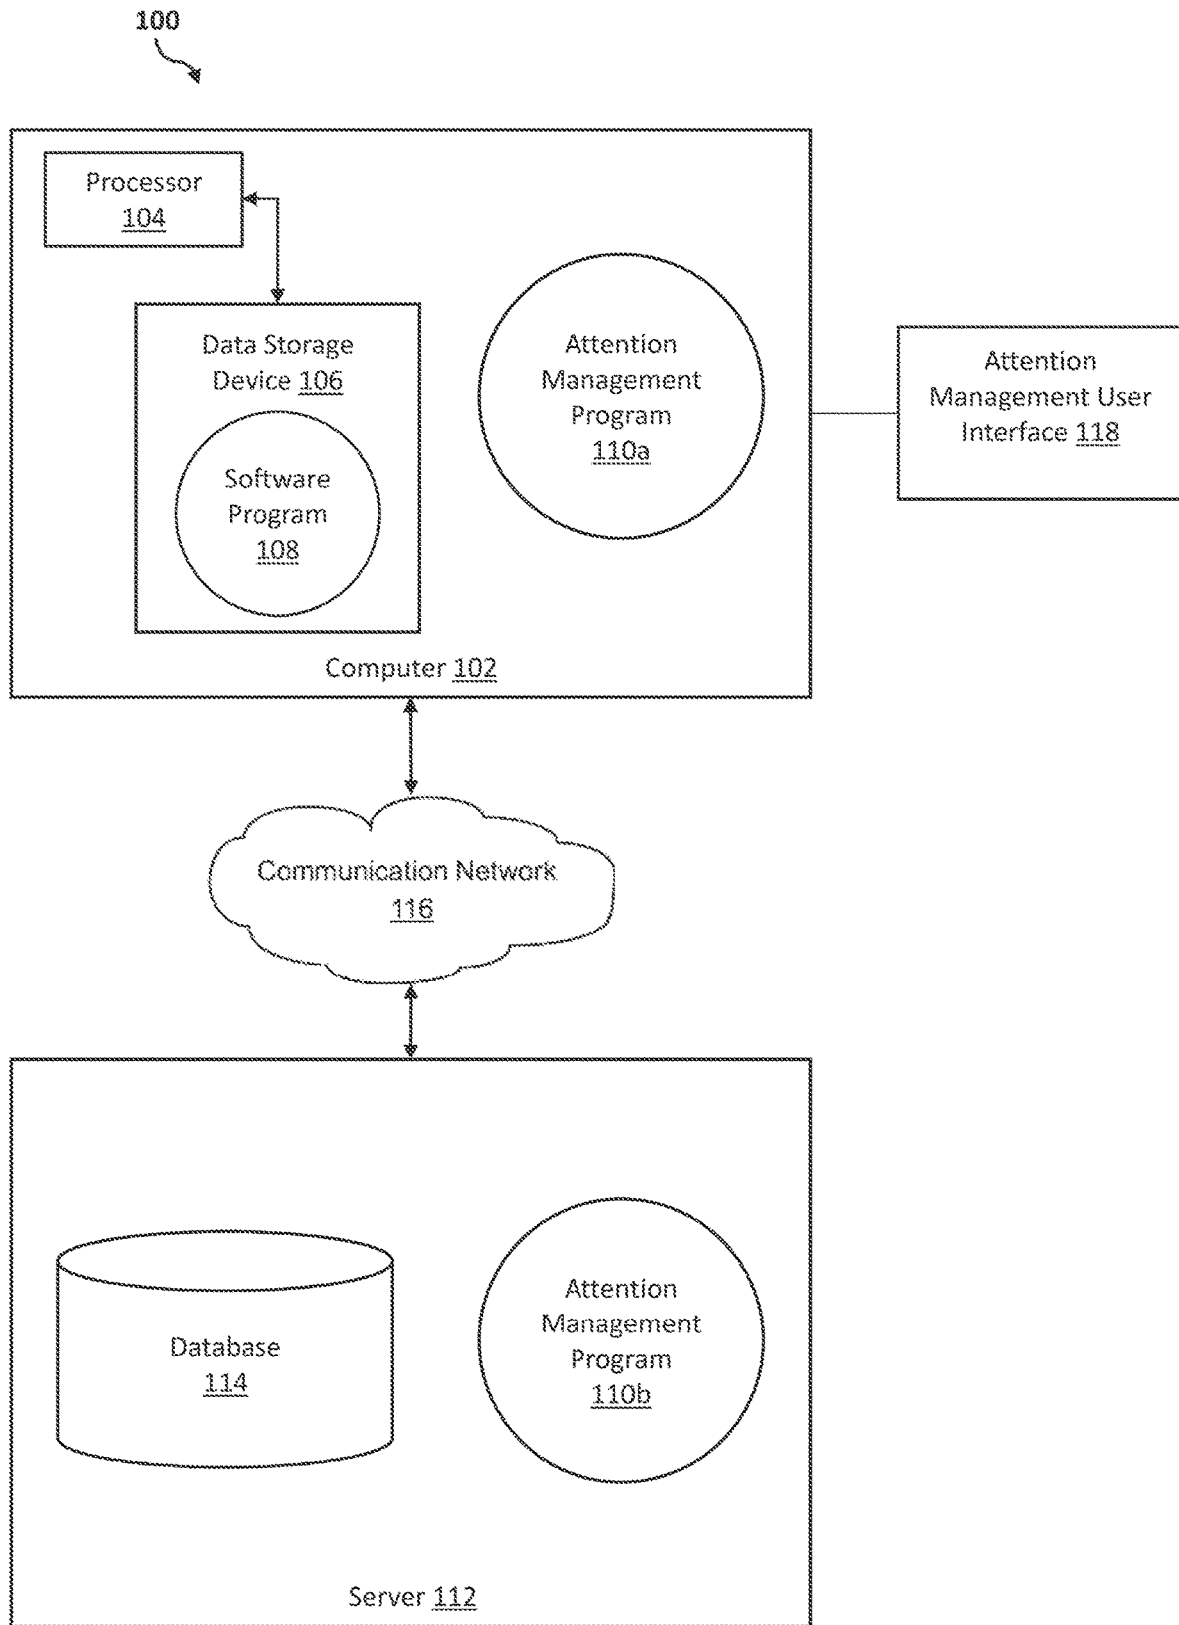 100
Processor
104
Data Storage
Device 106
Software
Program
108
Attention
Management
Program
110a
Computer 102
Attention
Management User
Interface 118
Communication Network
116
Database
114
Attention
Management
Program
110b
Server 112